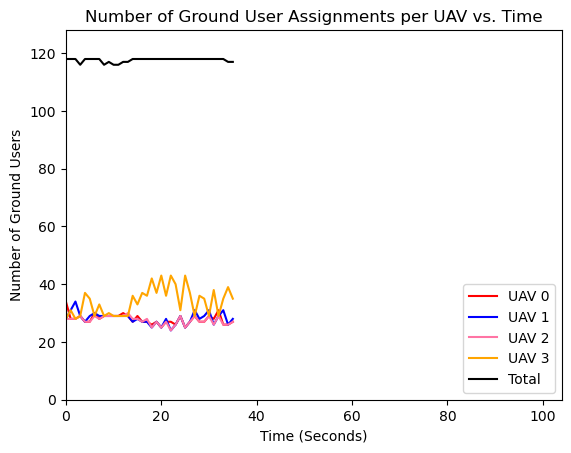 Number of Ground User Assignments per UAV vs. Time
Number of Ground Users
120
100
80
60
40
20
0
0 20 40 60 80 100
Time (Seconds)
UAV 0
UAV 1
UAV 2
UAV 3
Total